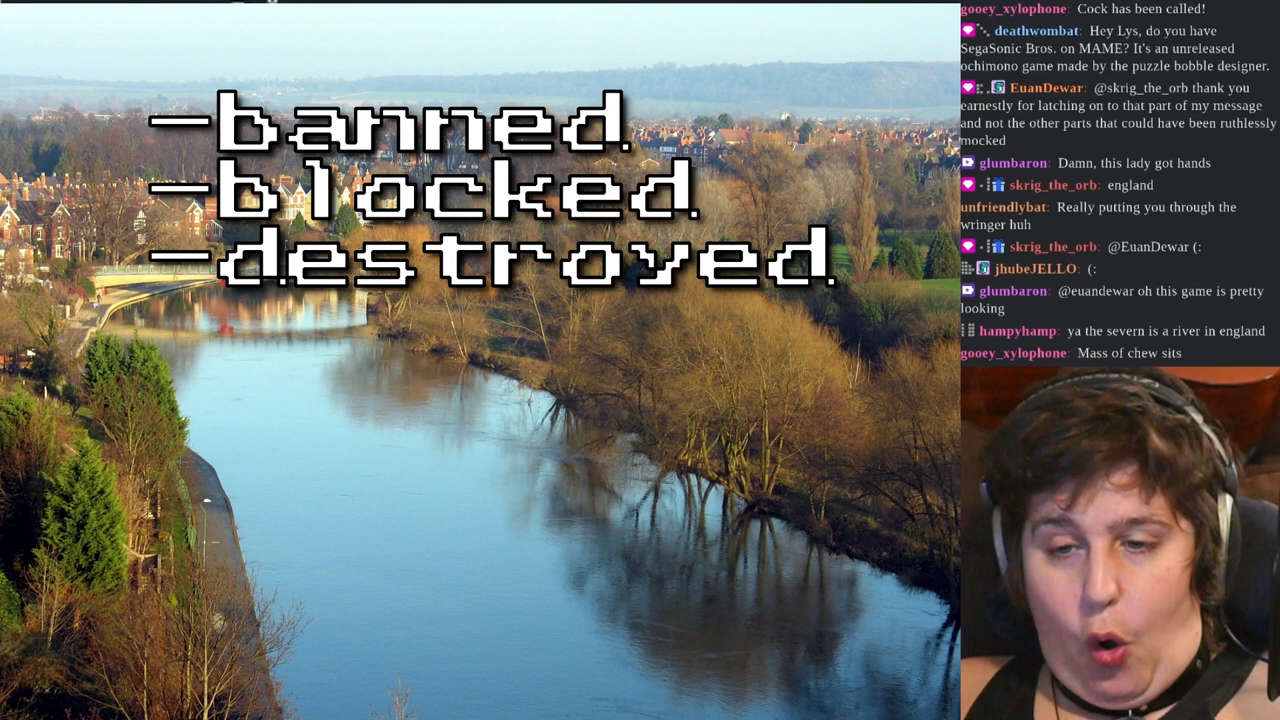 -banned.
-blocked.
-destroyed.
gooey_xylophone: Cock has been called!
deathwombat: Hey Lys, do you have
SegaSonic Bros. on MAME? It's an unreleased
ochimono game made by the puzzle bobble designer.
EuanDewar: @skrig_the_orb thank you
earnestly for latching on to that part of my message
and not the other parts that could have been ruthlessly
mocked
glumbaron: Damn, this lady got hands
skrig_the_orb: england
unfriendlybat: Really putting you through the
wringer huh
skrig_the_orb: @EuanDewar (:
jhubeJELLO: (:
glumbaron: @euandewar oh this game is pretty
looking
hampyhamp: ya the severn is a river in england
gooey_xylophone: Mass of chew sits